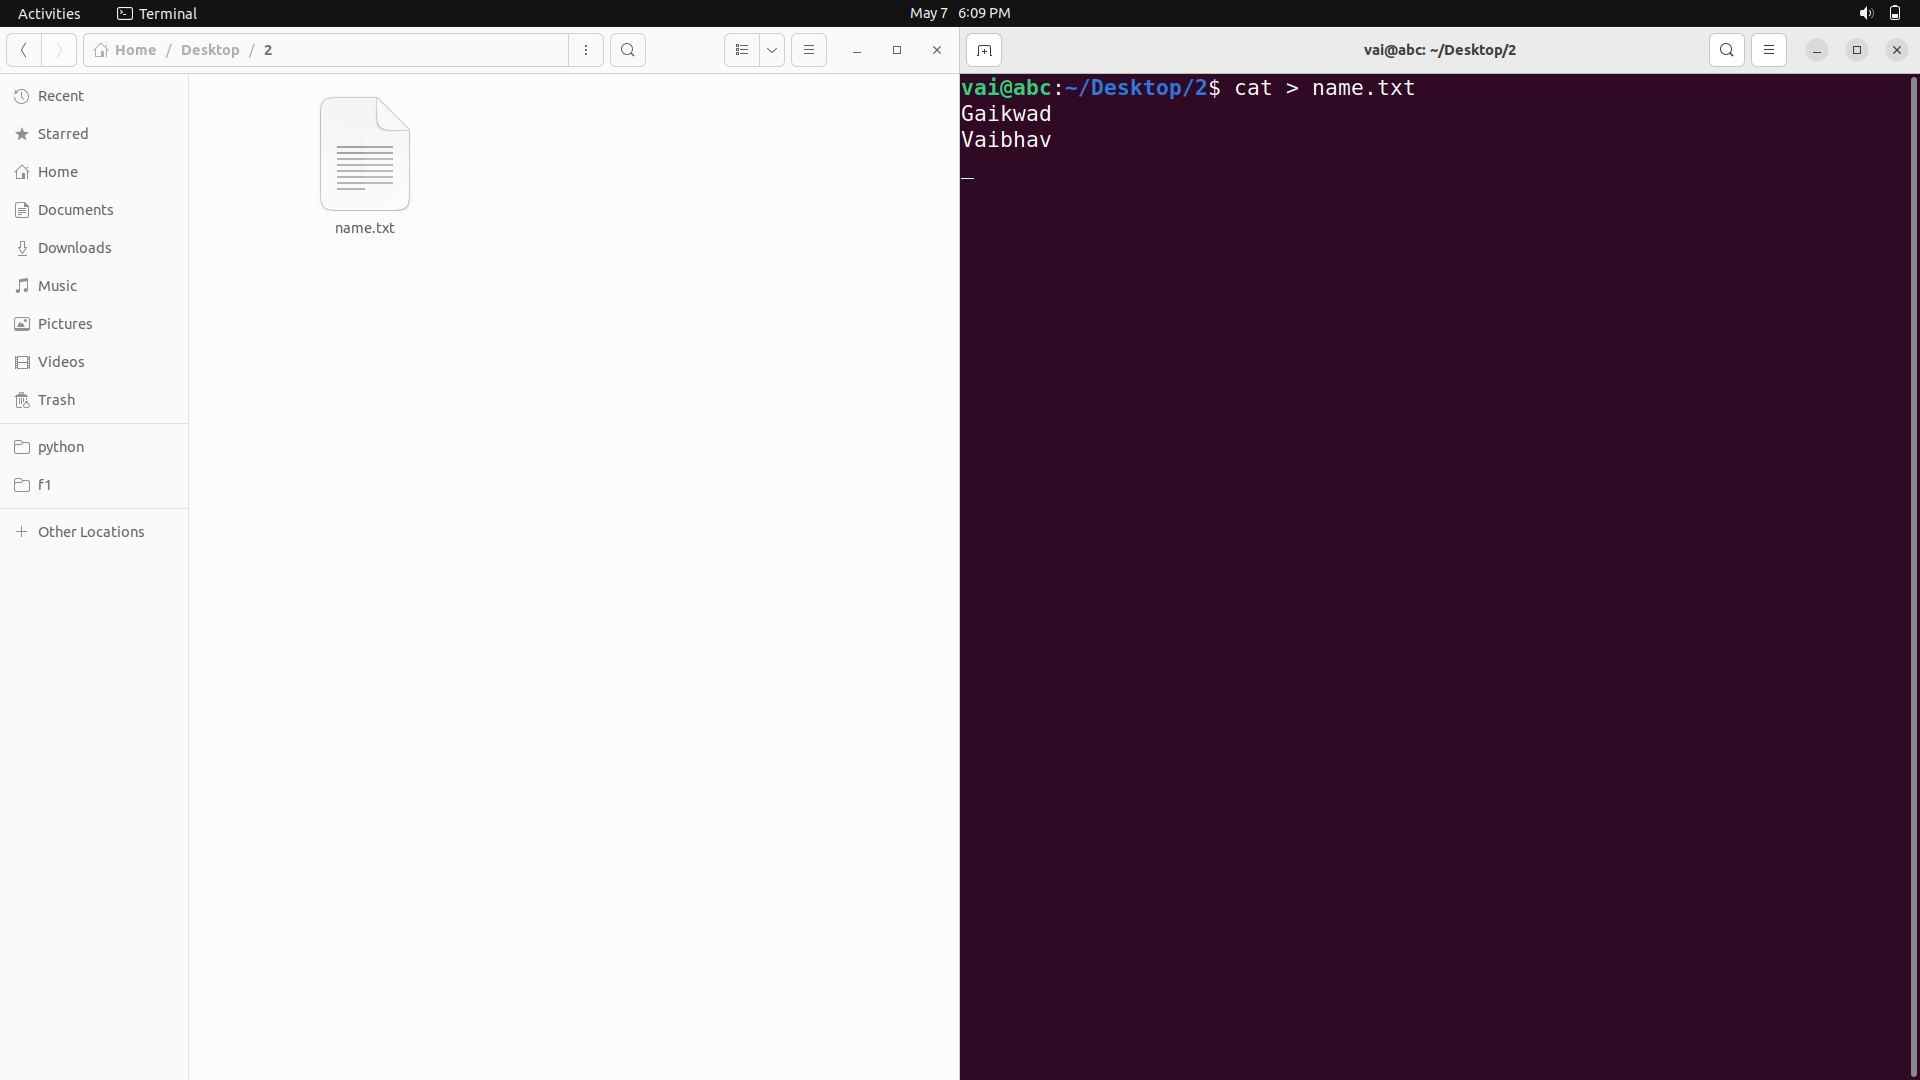 Activities Terminal May 7 6:09 PM
Home / Desktop / 2
vai@abc: ~/Desktop/2
Recent
Starred
Home
Documents
Downloads
Music
Pictures
Videos
Trash
python
f1
Other Locations
name.txt
vai@abc:~/Desktop/2$ cat > name.txt
Gaikwad
Vaibhav